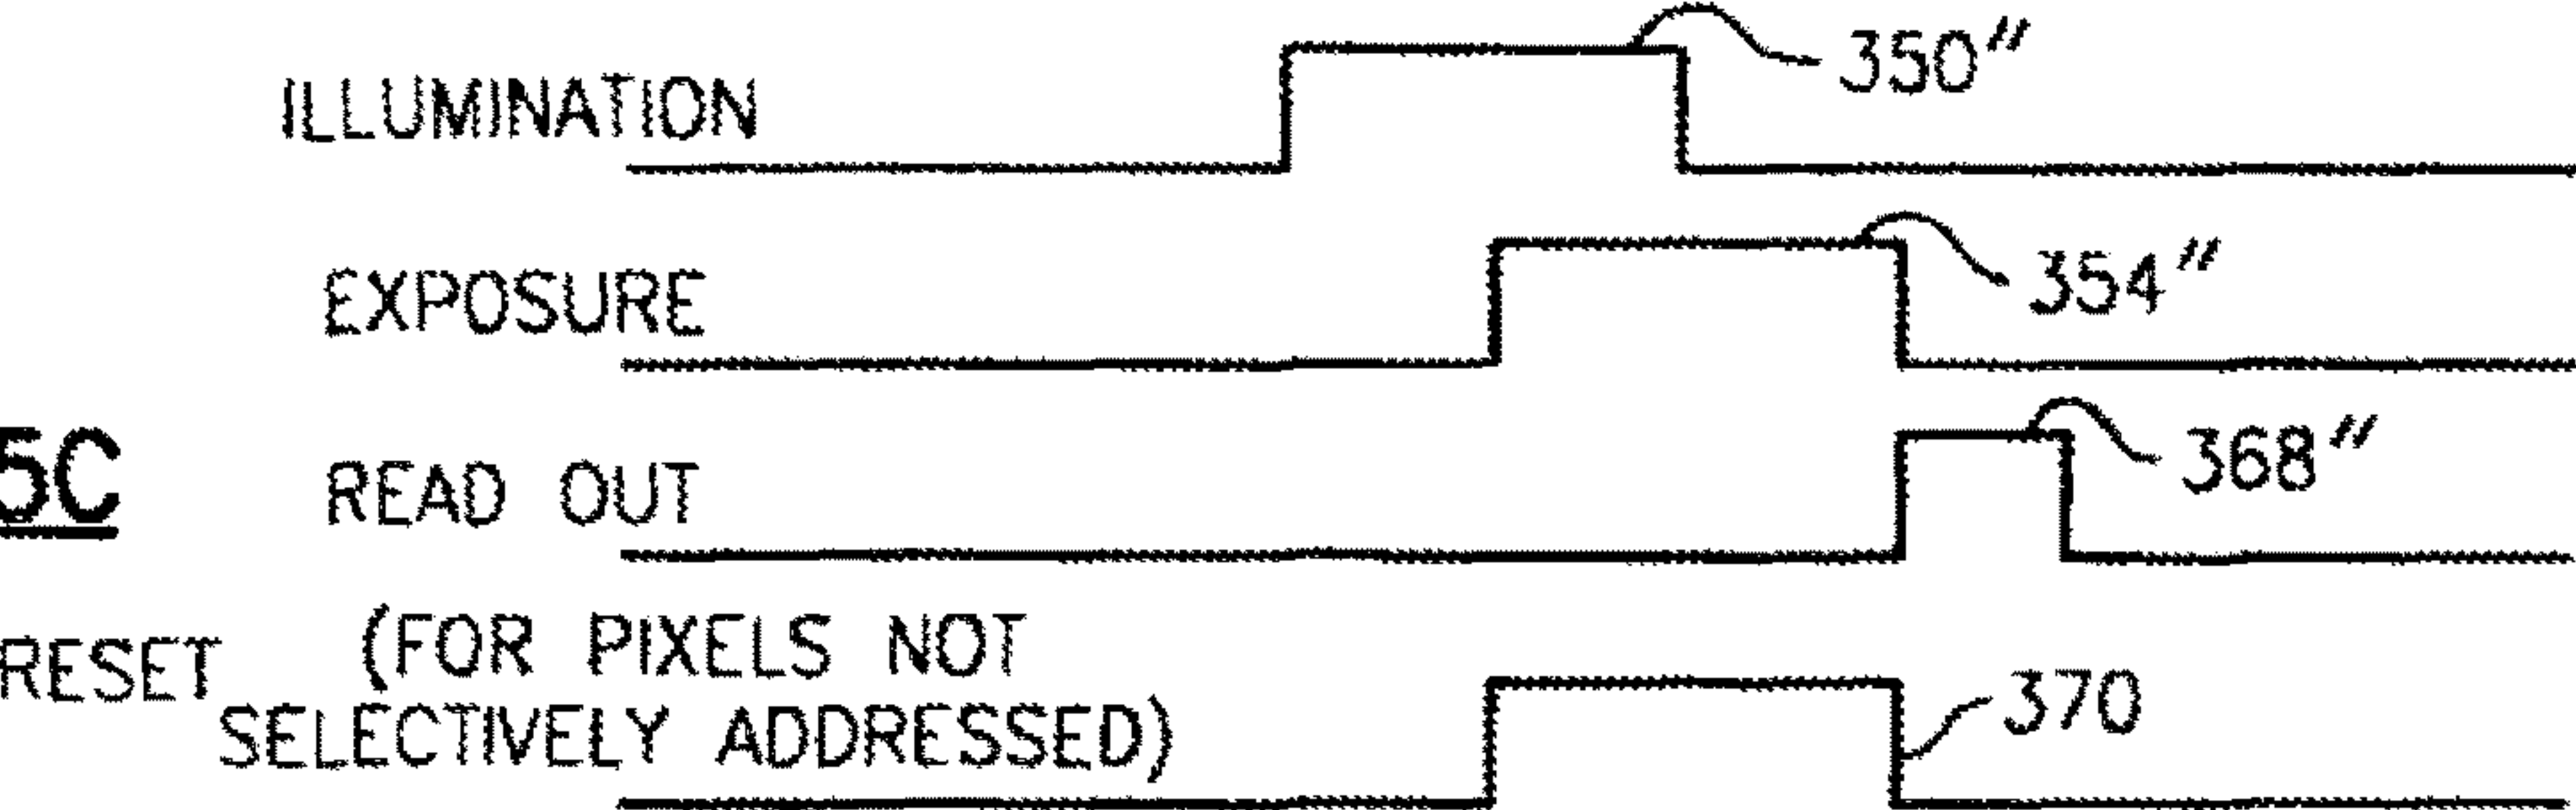 ILLUMINATION
350"
EXPOSURE
354"
5C
READ OUT
368"
RESET (FOR PIXELS NOT
SELECTIVELY ADDRESSED)
370